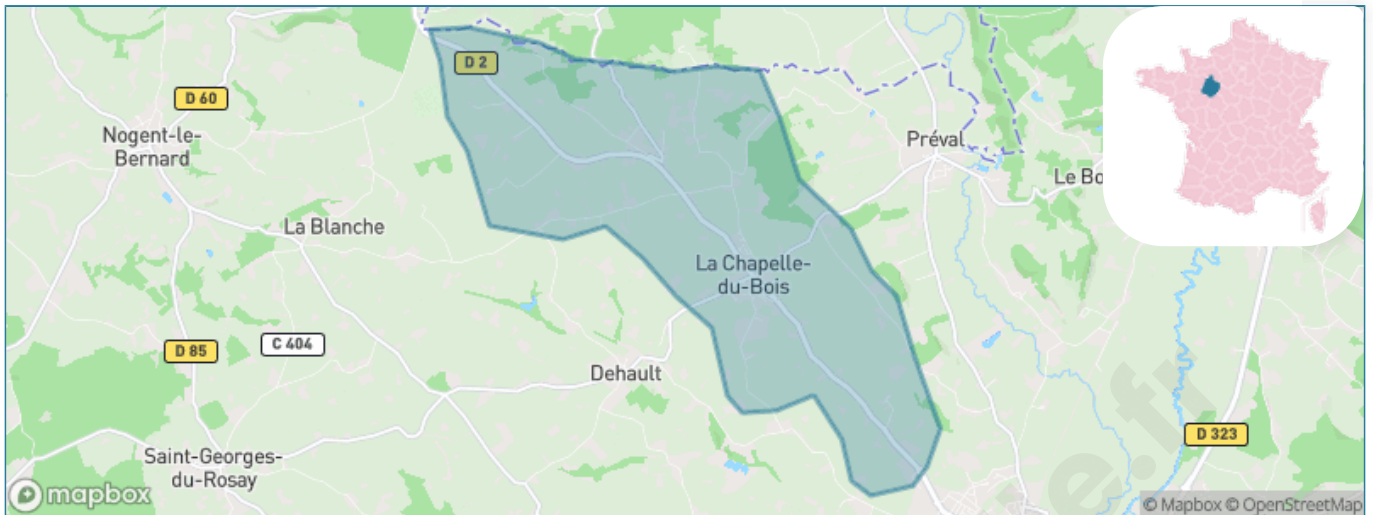 D 2
D 60
Nogent-le-
Bernard
Préval
Le Bo
La Blanche
La Chapelle-
du-Bois
D 85
C 404
Dehault
D 323
Saint-Georges-
du-Rosay
mapbox
© Mapbox © OpenStreetMap